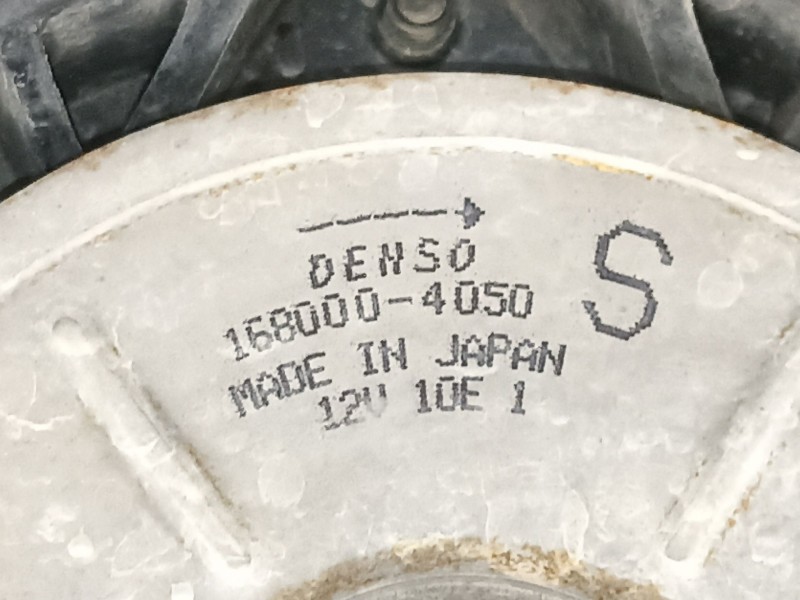 DENSO
S
168000-4050
MADE IN JAPAN
12V 10E 1